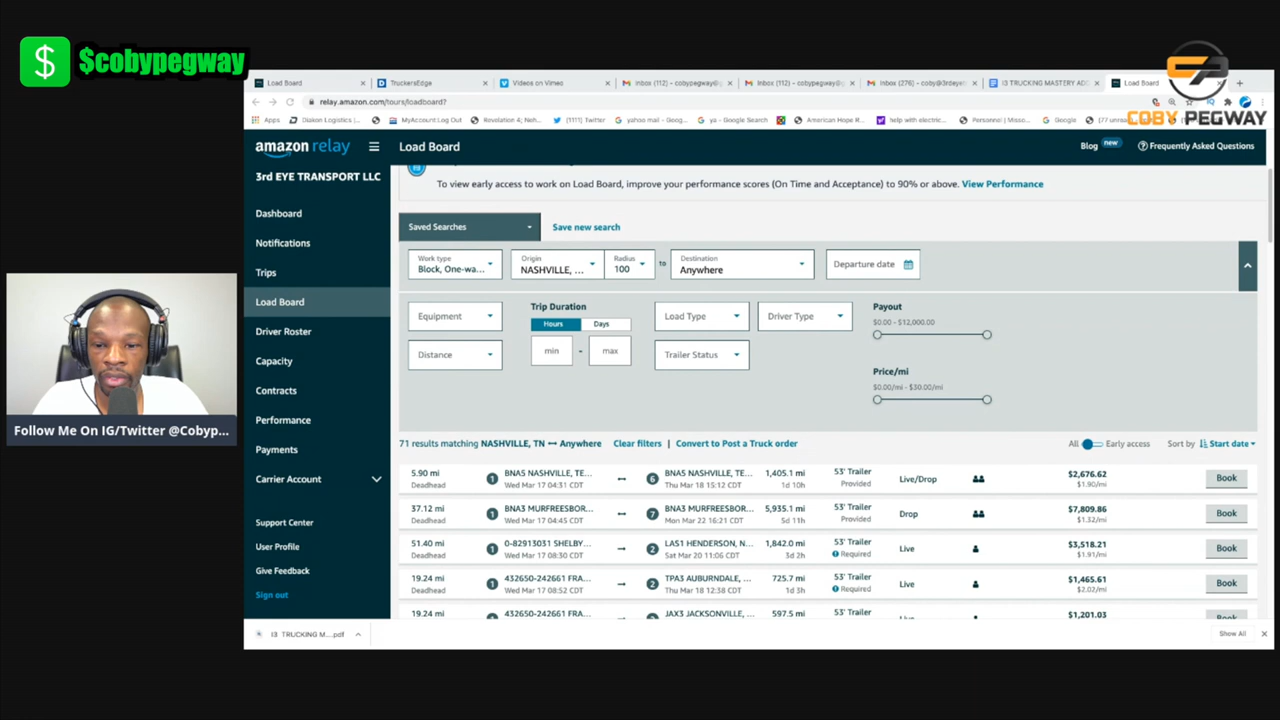 $cobypegway
COBY PEGWAY
Load Board
TruckersEdge
Videos on Vimeo
Inbox (112) – cobypegway@g
Inbox (112) – cobypegway@g
Inbox (276) – coby@3rdeye
I3 TRUCKING MASTERY AD
Load Board
relay.amazon.com/tours/loadboard?
Apps
Diakon Logistics |...
MyAccount Log Out
Revelation 4; Neh...
(1111) Twitter
yahoo mail - Goog...
ya - Google Search
American Hope R...
help with electric...
Personnel | Misso...
Google
amazon relay
Load Board
Blog new
Frequently Asked Questions
3rd EYE TRANSPORT LLC
Dashboard
Notifications
Trips
Load Board
Driver Roster
Capacity
Contracts
Performance
Payments
Carrier Account
Support Center
User Profile
Give Feedback
Sign out
To view early access to work on Load Board, improve your performance scores (On Time and Acceptance) to 90% or above. View Performance
Saved Searches
Save new search
Work type
Block, One-wa...
Origin
NASHVILLE, ...
Radius
100
to
Destination
Anywhere
Departure date
Equipment
Trip Duration
Hours Days
min - max
Load Type
Driver Type
Distance
Trailer Status
Payout
$0.00 - $12,000.00
Price/mi
$0.00/mi - $30.00/mi
71 results matching NASHVILLE, TN ↔ Anywhere Clear filters | Convert to Post a Truck order
All Early access Sort by Start date
5.90 mi 1 BNA5 NASHVILLE, TE... 6 BNA5 NASHVILLE, TE... 1,405.1 mi 53' Trailer Live/Drop $2,676.62 Book
Deadhead Wed Mar 17 04:31 CDT Thu Mar 18 15:12 CDT 1d 10h Provided $1.90/mi
37.12 mi 1 BNA3 MURFREESBOR... 7 BNA3 MURFREESBOR... 5,935.1 mi 53' Trailer Drop $7,809.86 Book
Deadhead Wed Mar 17 04:45 CDT Mon Mar 22 16:21 CDT 5d 11h Provided $1.32/mi
51.40 mi 1 0-82913031 SHELBY... 2 LAS1 HENDERSON, N... 1,842.0 mi 53' Trailer Live $3,518.21 Book
Deadhead Wed Mar 17 08:30 CDT Sat Mar 20 11:06 CDT 3d 2h Required $1.91/mi
19.24 mi 1 432650-242661 FRA... 2 TPA3 AUBURNDALE, ... 725.7 mi 53' Trailer Live $1,465.61 Book
Deadhead Wed Mar 17 08:52 CDT Thu Mar 18 12:38 CDT 1d 3h Required $2.02/mi
19.24 mi 432650-242661 FRA... JAX3 JACKSONVILLE, ... 597.5 mi 53' Trailer $1,201.03 Book
Follow Me On IG/Twitter @Cobyp...
I3 TRUCKING M....pdf
Show All